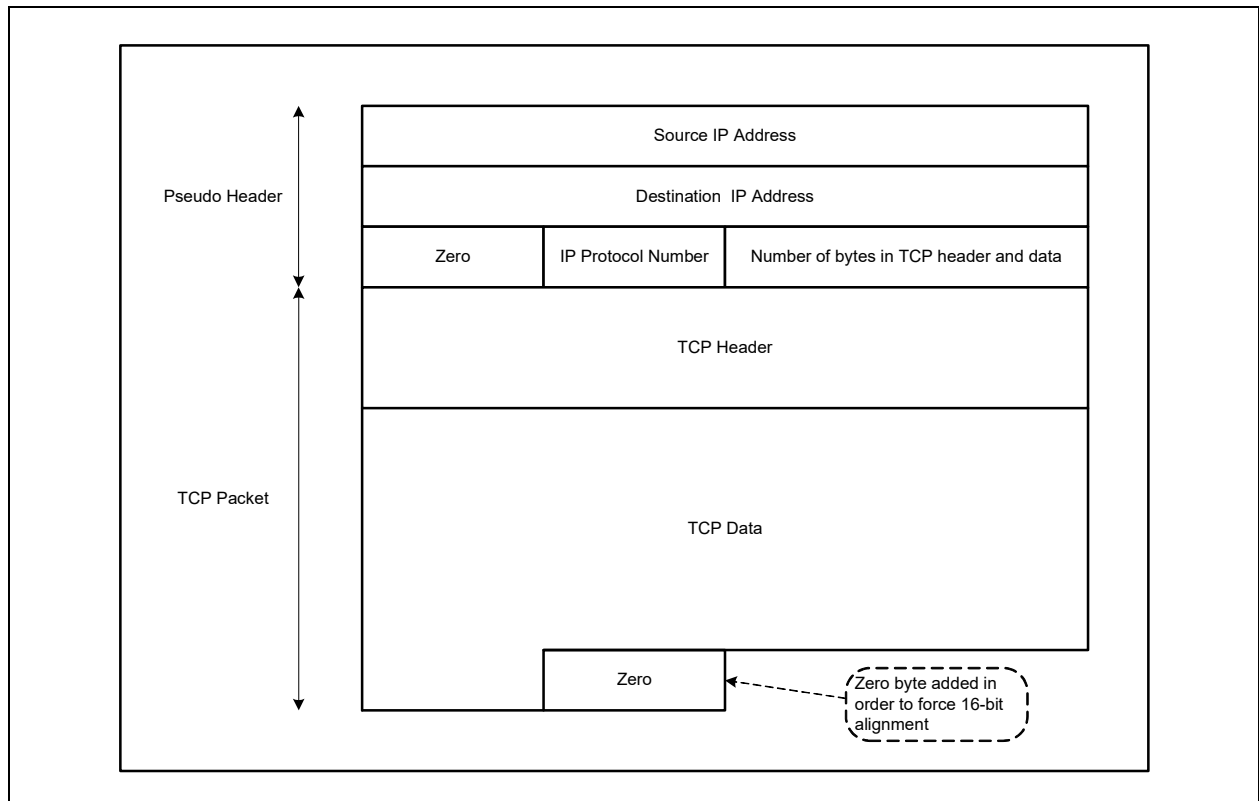 Source IP Address
Pseudo Header
Destination IP Address
Zero
IP Protocol Number
Number of bytes in TCP header and data
TCP Header
TCP Packet
TCP Data
Zero
Zero byte added in
order to force 16-bit
alignment